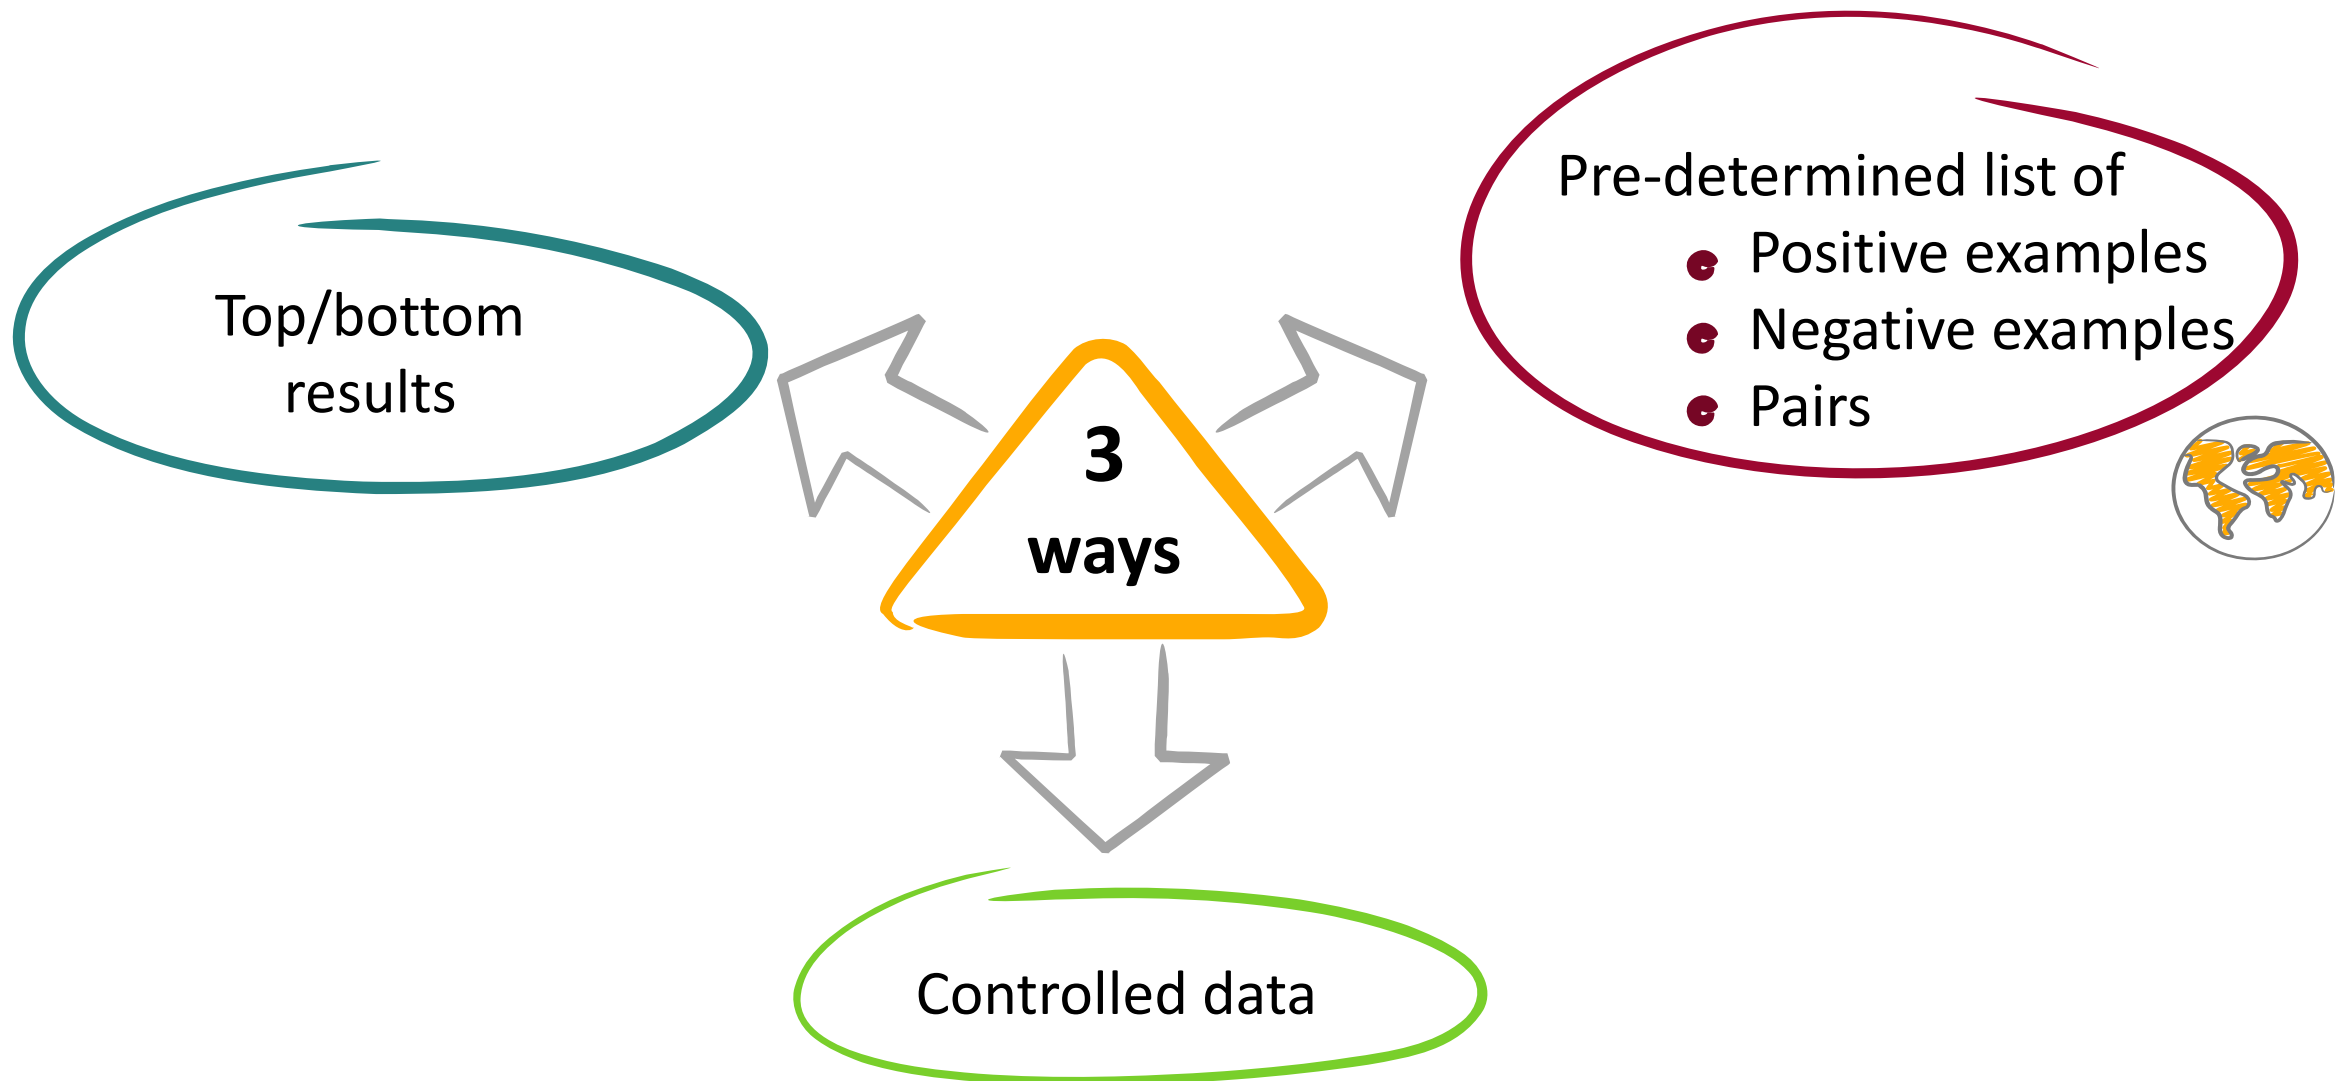 Top/bottom
results
3
ways
Pre-determined list of
Positive examples
Negative examples
Pairs
Controlled data